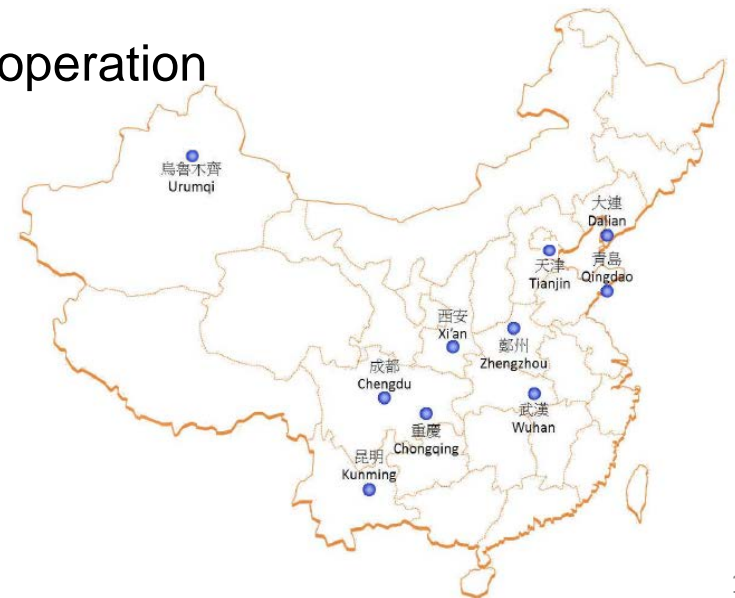 operation
烏魯木齊
Urumqi
大連
Dalian
天津
Tianjin
青島
Qingdao
西安
Xi'an
鄭州
Zhengzhou
成都
Chengdu
武漢
Wuhan
重慶
Chongqing
昆明
Kunming